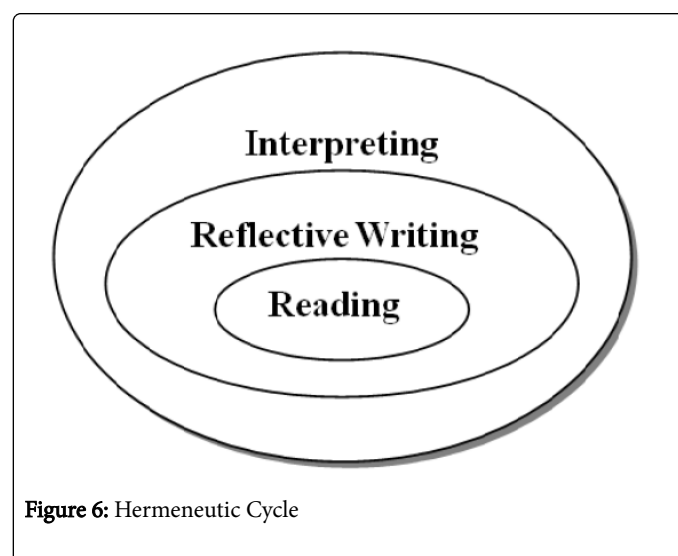 Interpreting
Reflective Writing
Reading
Figure 6: Hermeneutic Cycle